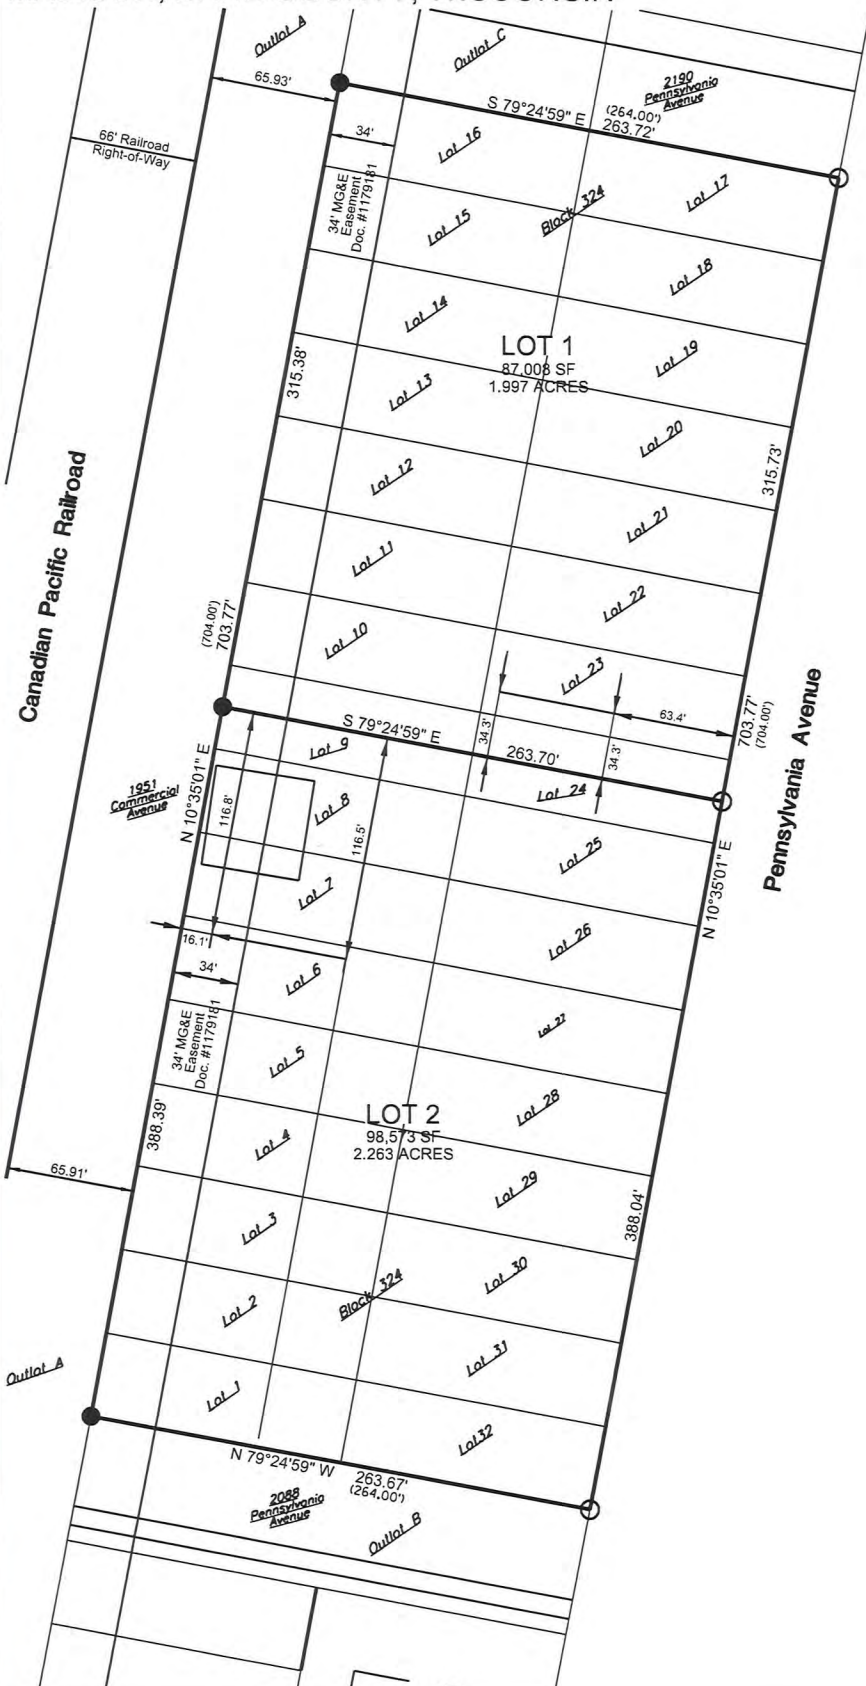 WISCONSIN
Outlot A
Outlot C
65.93'
2190
Pennsylvania
Avenue
S 79°24'59" E
(264.00')
263.72'
66' Railroad
Right-of-Way
34'
Lot 16
34' MG&E
Easement
Doc. #1179181
Lot 15
Block 324
Lot 17
Lot 18
Lot 14
LOT 1
87,008 SF
1.997 ACRES
Lot 19
315.38'
Lot 13
Lot 20
315.73'
Lot 12
Lot 21
Canadian Pacific Railroad
Lot 11
Lot 22
(704.00')
703.77'
Lot 10
Lot 23
63.4'
703.77'
(704.00')
Pennsylvania Avenue
S 79°24'59" E
34.3'
263.70'
34.3'
Lot 9
N 10°35'01" E
1951
Commercial
Avenue
116.8'
Lot 8
116.5'
Lot 24
Lot 25
N 10°35'01" E
Lot 7
16.1'
Lot 26
34'
Lot 6
34' MG&E
Easement
Doc. #1179181
Lot 27
Lot 5
LOT 2
98,573 SF
2.263 ACRES
Lot 28
388.39'
Lot 4
65.91'
Lot 29
388.04'
Lot 3
Lot 30
Block 324
Lot 2
Outlot A
Lot 31
Lot 1
Lot 32
N 79°24'59" W
263.67'
(264.00')
2088
Pennsylvania
Avenue
Outlot B